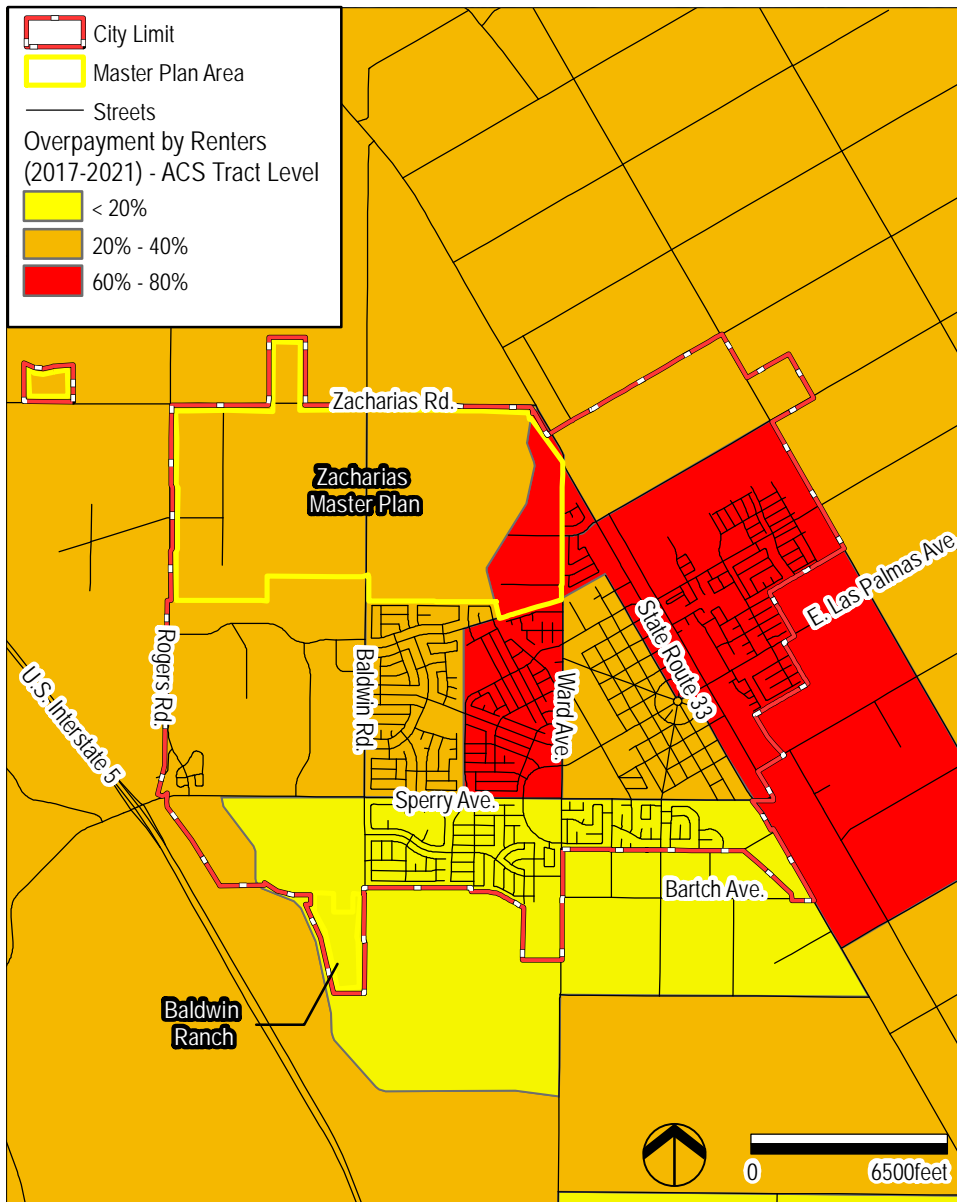 City Limit
Master Plan Area
Streets
Overpayment by Renters
(2017-2021) - ACS Tract Level
< 20%
20% - 40%
60% - 80%
Zacharias Rd.
Zacharias
Master Plan
E. Las Palmas Ave
State Route 33
Rogers Rd.
Baldwin Rd.
Ward Ave.
U.S. Interstate 5
Sperry Ave.
Bartch Ave.
Baldwin
Ranch
0
6500feet